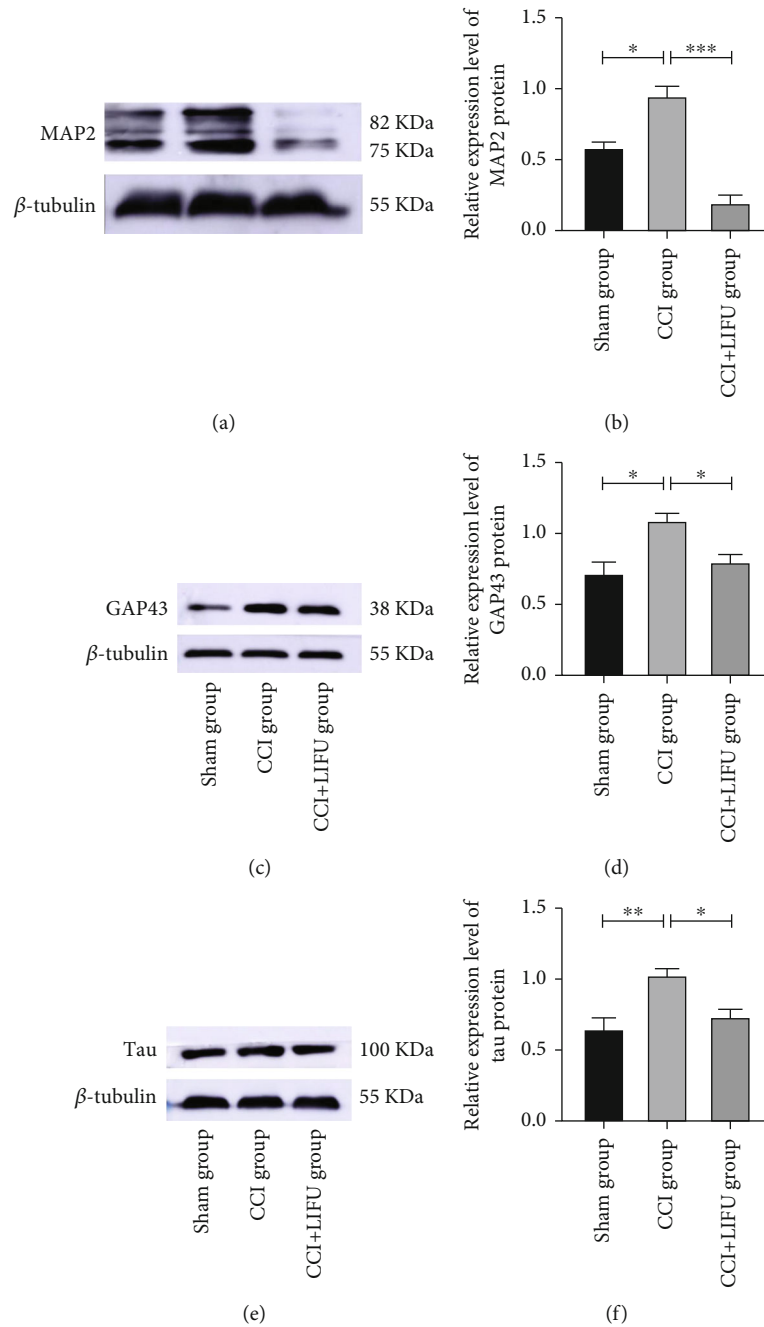 MAP2
82 KDa
75 KDa
β-tubulin
55 KDa
(a)
Relative expression level of
MAP2 protein
1.5
1.0
0.5
0.0
*
***
Sham group
CCI group
CCI+LIFU group
(b)
GAP43
38 KDa
β-tubulin
55 KDa
Sham group
CCI group
CCI+LIFU group
(c)
Relative expression level of
GAP43 protein
1.5
1.0
0.5
0.0
*
*
Sham group
CCI group
CCI+LIFU group
(d)
Tau
100 KDa
β-tubulin
55 KDa
Sham group
CCI group
CCI+LIFU group
(e)
Relative expression level of
tau protein
1.5
1.0
0.5
0.0
**
*
Sham group
CCI group
CCI+LIFU group
(f)